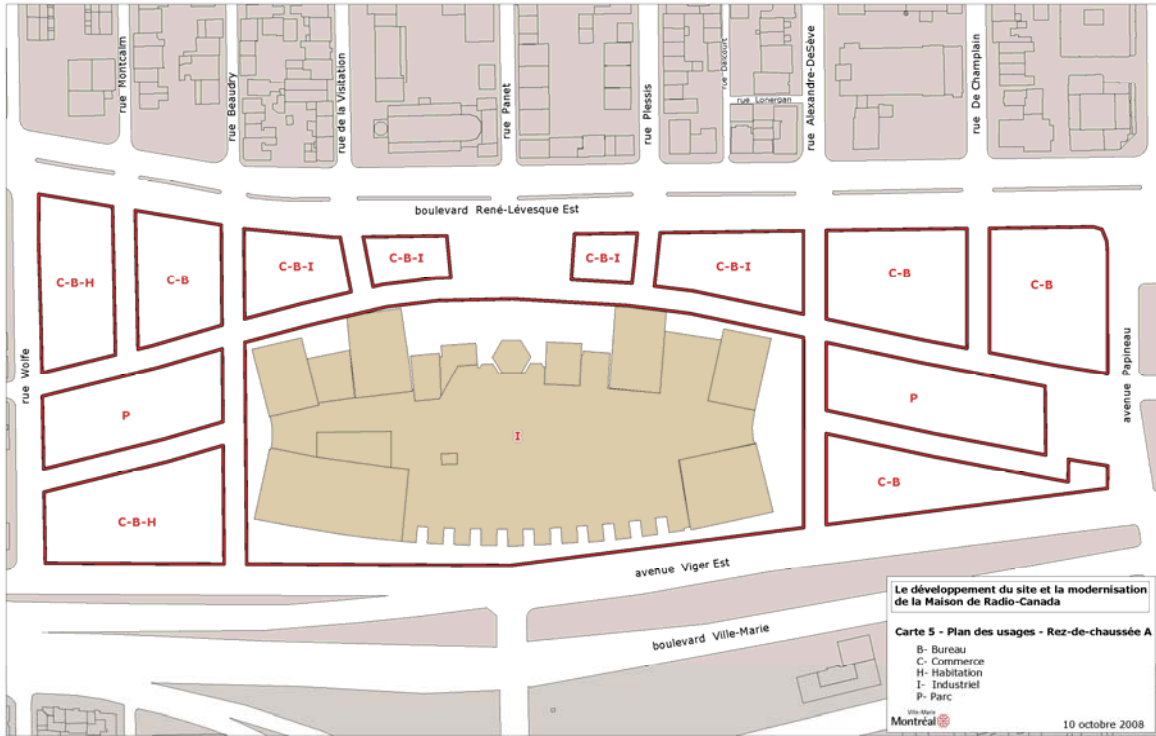 rue Montcalm
rue Beaudry
rue de la Visitation
rue Panet
rue Plessis
rue Dalcourt
rue Lonergan
rue Alexandre-DeSève
rue De Champlain
boulevard René-Lévesque Est
C-B-H
C-B
C-B-I
C-B-I
C-B-I
C-B-I
C-B
C-B
rue Wolfe
avenue Papineau
P
P
I
C-B-H
C-B
avenue Viger Est
boulevard Ville-Marie
Le développement du site et la modernisation
de la Maison de Radio-Canada
Carte 5 - Plan des usages - Rez-de-chaussée A
B- Bureau
C- Commerce
H- Habitation
I- Industriel
P- Parc
Ville-Marie
Montréal
10 octobre 2008